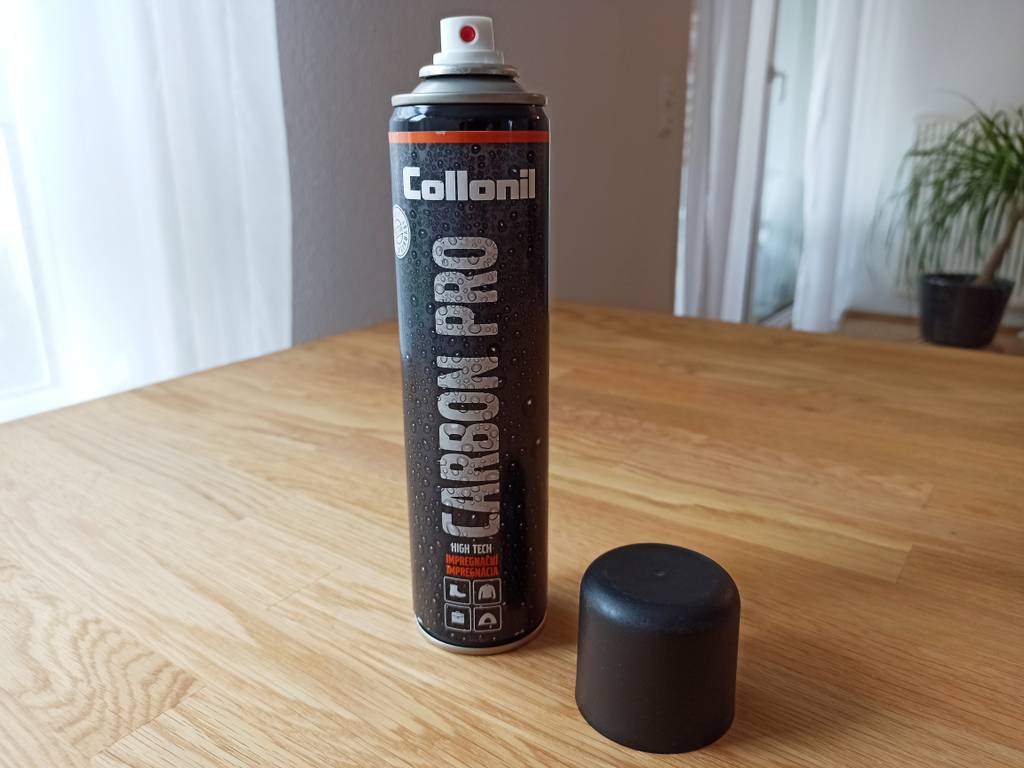 Collonil
CARBON PRO
HIGH TECH
IMPREGNAČNÍ
IMPREGNÁCIA